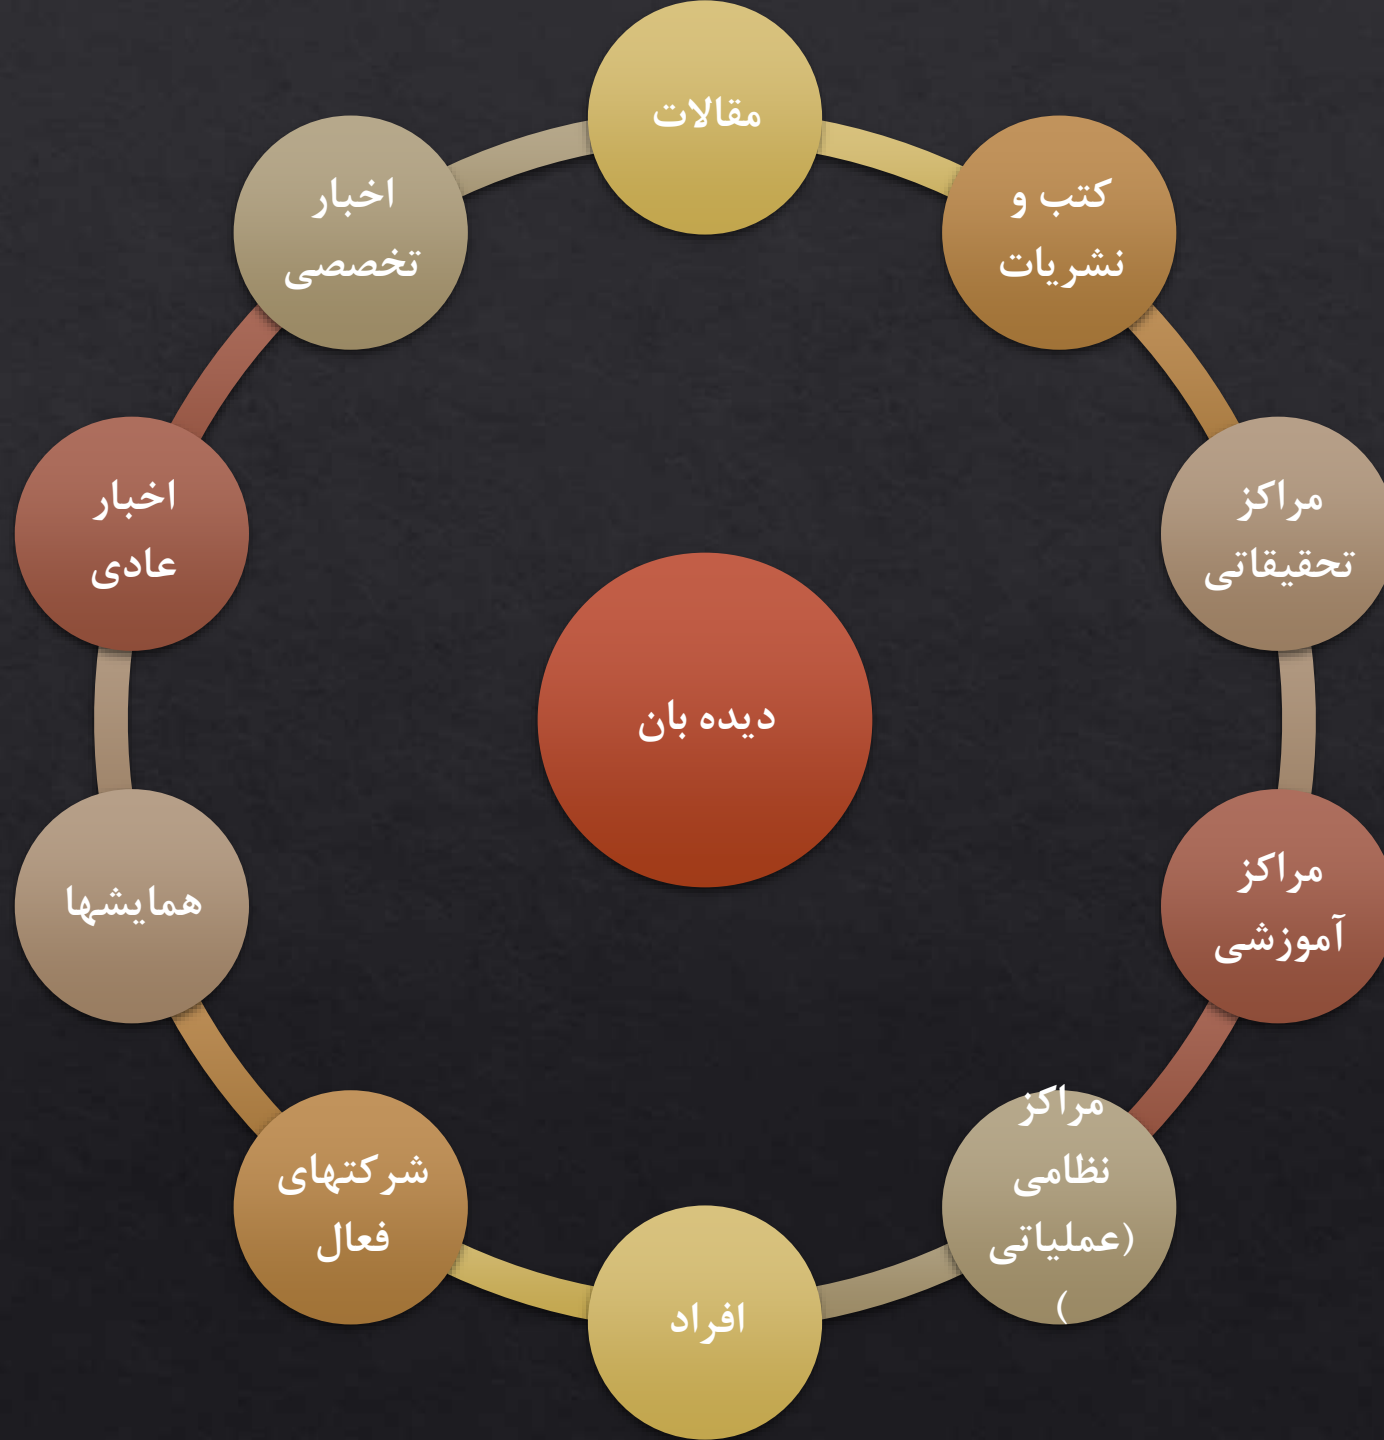 مقالات
کتب و
نشریات
مراکز
تحقیقاتی
مراکز
آموزشی
مراکز
نظامی
(عملیاتی
)
افراد
شرکتهای
فعال
همایشها
اخبار
عادی
اخبار
تخصصی
دیده بان